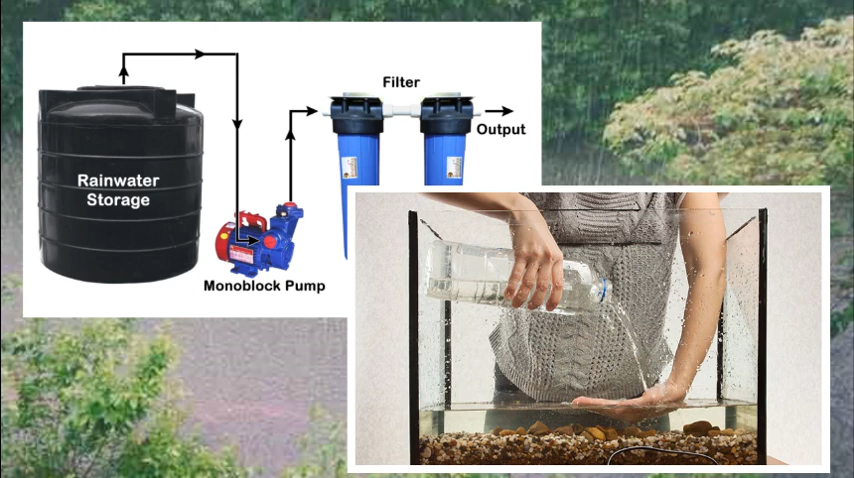 Filter
Output
Rainwater
Storage
Monoblock Pump